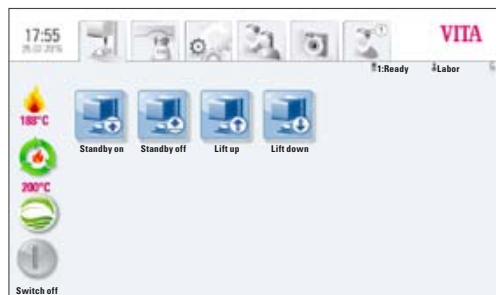 17:55
VITA
1:Ready
Labor
188°C
Standby on
Standby off
Lift up
Lift down
200°C
Switch off